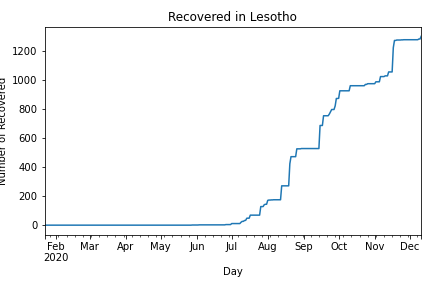 Recovered in Lesotho
Number of Recovered
1200
1000
800
600
400
200
0
Feb Mar Apr May Jun Jul Aug Sep Oct Nov Dec
2020
Day